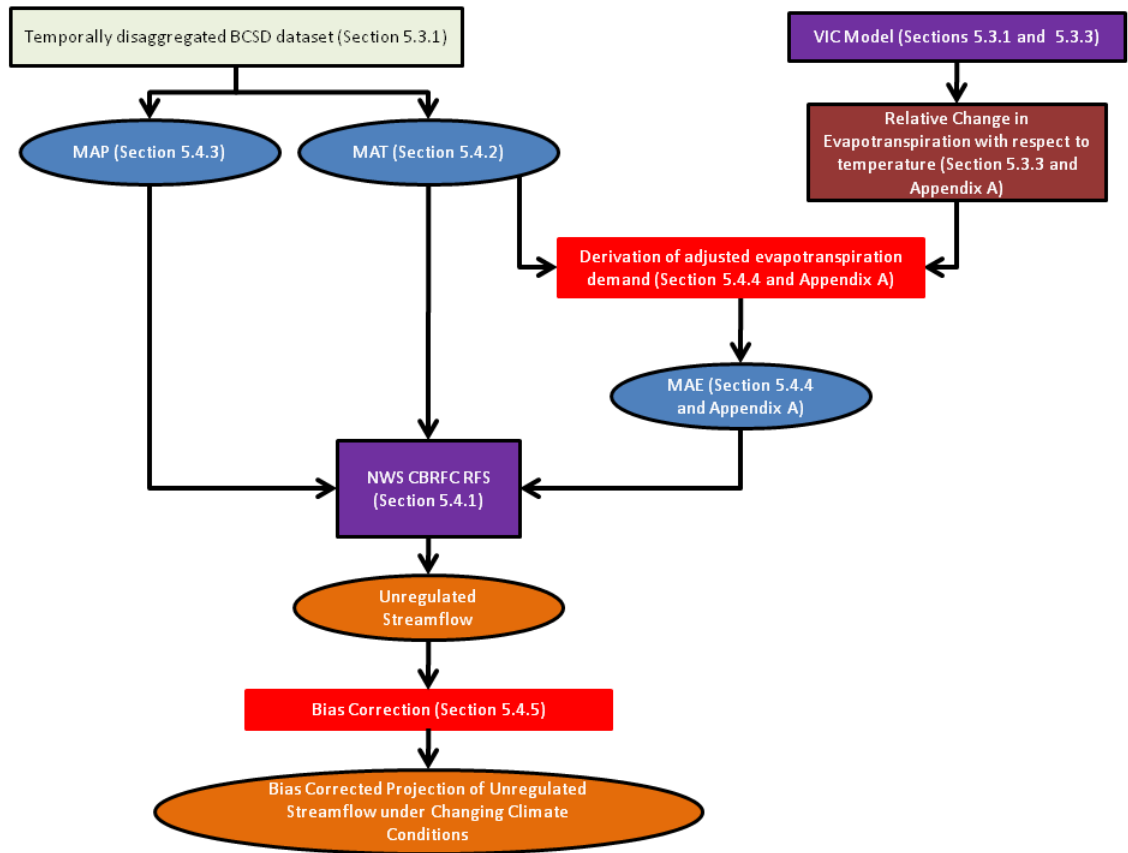 Temporally disaggregated BCSD dataset (Section 5.3.1)
VIC Model (Sections 5.3.1 and 5.3.3)
MAP (Section 5.4.3)
MAT (Section 5.4.2)
Relative Change in
Evapotranspiration with respect to
temperature (Section 5.3.3 and
Appendix A)
Derivation of adjusted evapotranspiration
demand (Section 5.4.4 and Appendix A)
MAE (Section 5.4.4
and Appendix A)
NWS CBRFC RFS
(Section 5.4.1)
Unregulated
Streamflow
Bias Correction (Section 5.4.5)
Bias Corrected Projection of Unregulated
Streamflow under Changing Climate
Conditions